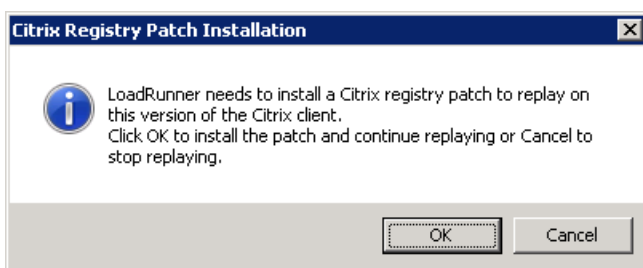 Citrix Registry Patch Installation
LoadRunner needs to install a Citrix registry patch to replay on
this version of the Citrix client.
Click OK to install the patch and continue replaying or Cancel to
stop replaying.
OK
Cancel